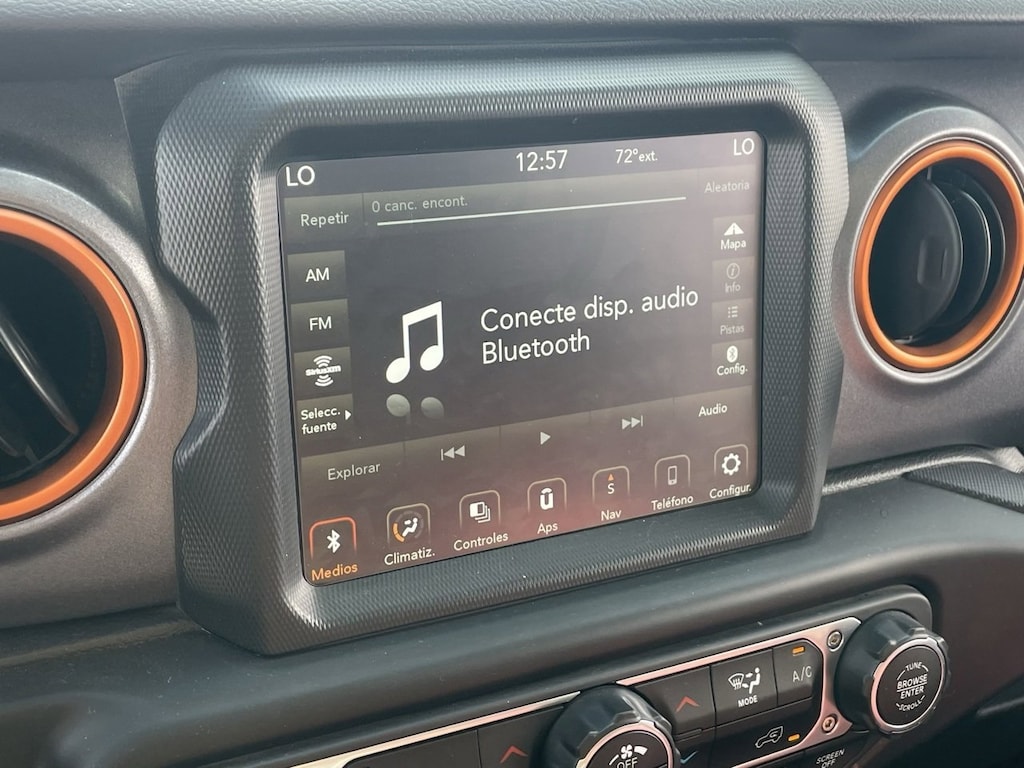 LO 12:57 72°ext. LO
Repetir 0 canc. encont. Aleatoria
AM
FM
SiriusXM
Selecc.
fuente
Conecte disp. audio
Bluetooth
Mapa
Info
Pistas
Config.
Explorar Audio
Medios Climatiz. Controles Aps S Nav Teléfono Configur.
MODE A/C
OFF
TUNE
BROWSE
ENTER
SCROLL
SCREEN
OFF